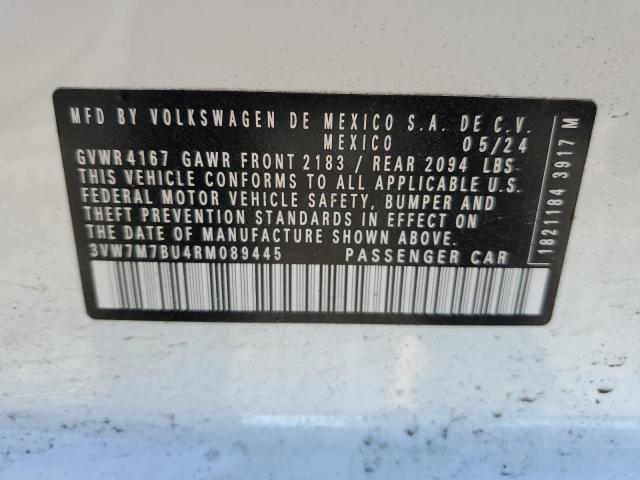 MFD BY VOLKSWAGEN DE MEXICO S.A. DE C.V.
MEXICO 05/24
GVWR 4167 GAWR FRONT 2183 / REAR 2094 LBS
THIS VEHICLE CONFORMS TO ALL APPLICABLE U.S.
FEDERAL MOTOR VEHICLE SAFETY, BUMPER AND
THEFT PREVENTION STANDARDS IN EFFECT ON
THE DATE OF MANUFACTURE SHOWN ABOVE
3VW7M7BU4RM089445 PASSENGER CAR
1821184 3917 M